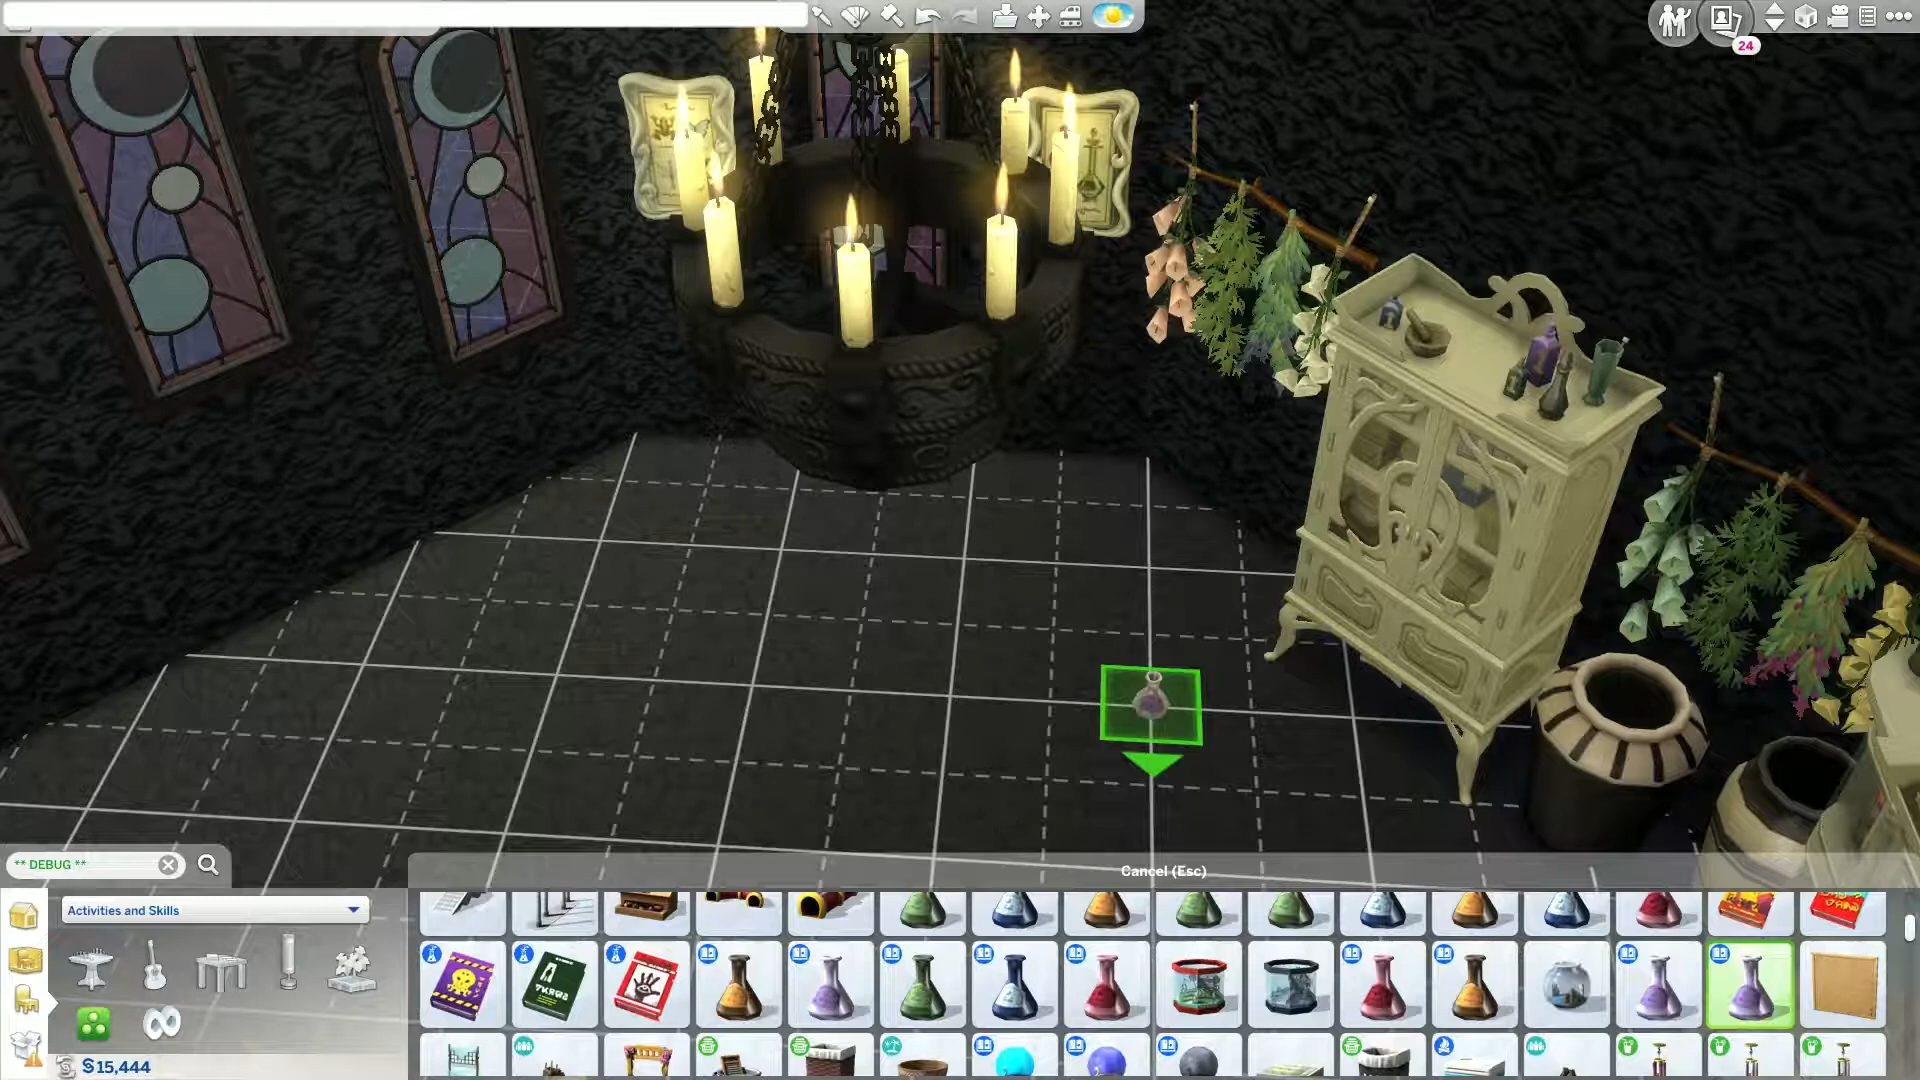 24
Cancel (Esc)
** DEBUG **
Activities and Skills
§15,444